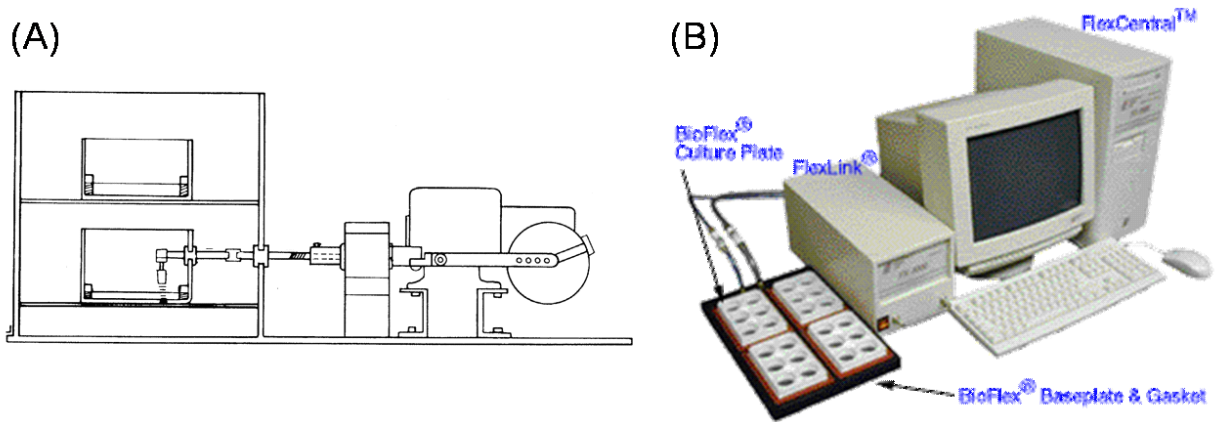 (A)
(B)
FlexCentral™
BioFlex®
Culture Plate
FlexLink®
BioFlex® Baseplate & Gasket